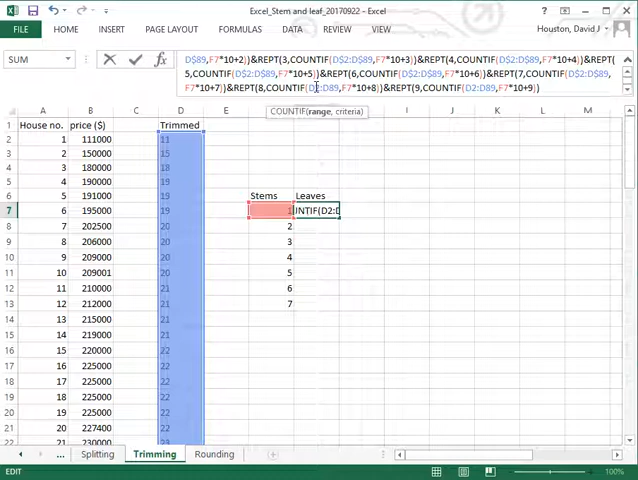 Excel_Stem and leaf_20170922 - Excel
FILE HOME INSERT PAGE LAYOUT FORMULAS DATA REVIEW VIEW Houston, David J
SUM
D$89,F7*10+2))&REPT(3,COUNTIF(D$2:D$89,F7*10+3))&REPT(4,COUNTIF(D$2:D$89,F7*10+4))&REPT(
5,COUNTIF(D$2:D$89,F7*10+5))&REPT(6,COUNTIF(D$2:D$89,F7*10+6))&REPT(7,COUNTIF(D$2:D$89,
F7*10+7))&REPT(8,COUNTIF(D2:D89,F7*10+8))&REPT(9,COUNTIF(D2:D89,F7*10+9))
COUNTIF(range, criteria)
A B C D E F G H I J K L M
1 House no. price ($) Trimmed
2 1 111000 11
3 2 150000 15
4 3 180000 18
5 4 190000 19
6 5 191000 19 Stems Leaves
7 6 195000 19 1 INTIF(D2:D
8 7 202500 20 2
9 8 206000 20 3
10 9 209000 20 4
11 10 209001 20 5
12 11 210000 21 6
13 12 212000 21 7
14 13 215000 21
15 14 219000 21
16 15 220000 22
17 16 225000 22
18 17 225000 22
19 18 225000 22
20 19 225000 22
21 20 227400 22
22 21 230000 23
... Splitting Trimming Rounding
EDIT 100%